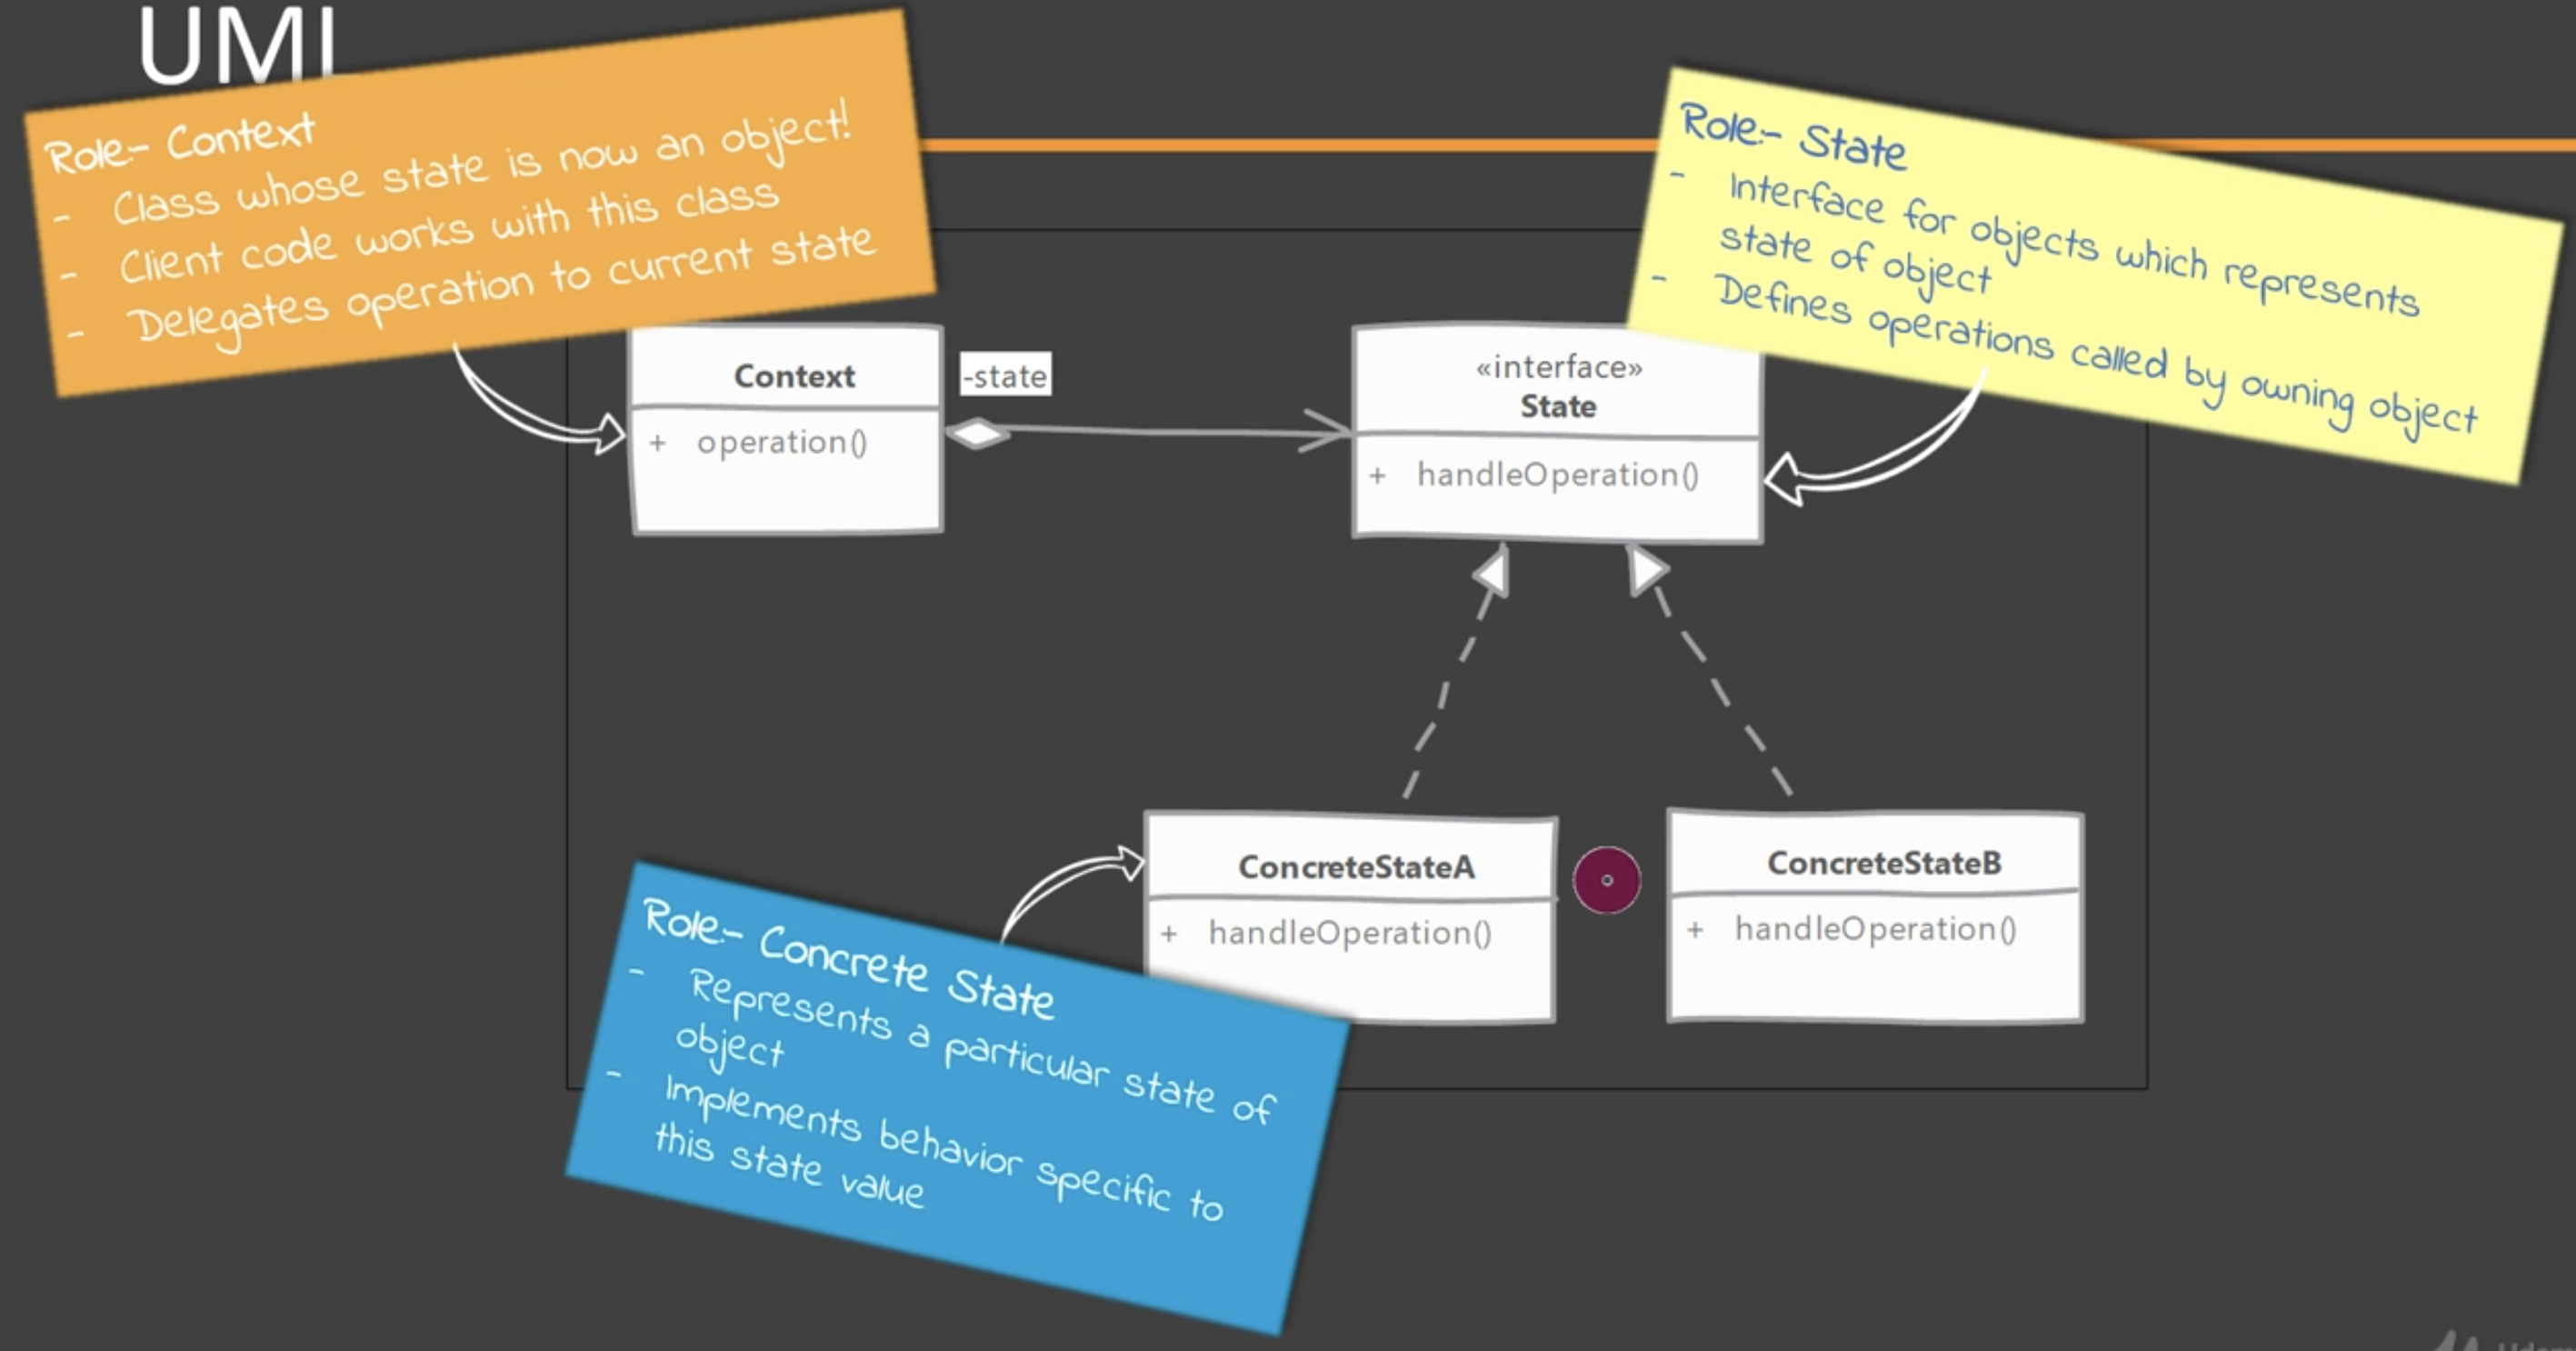 UML
Role:- Context
- Class whose state is now an object!
- Client code works with this class
- Delegates operation to current state
Role:- State
- Interface for objects which represents
state of object
- Defines operations called by owning object
Context
+ operation()
-state
«interface»
State
+ handleOperation()
ConcreteStateA
+ handleOperation()
ConcreteStateB
+ handleOperation()
Role:- Concrete State
- Represents a particular state of
object
- Implements behavior specific to
this state value